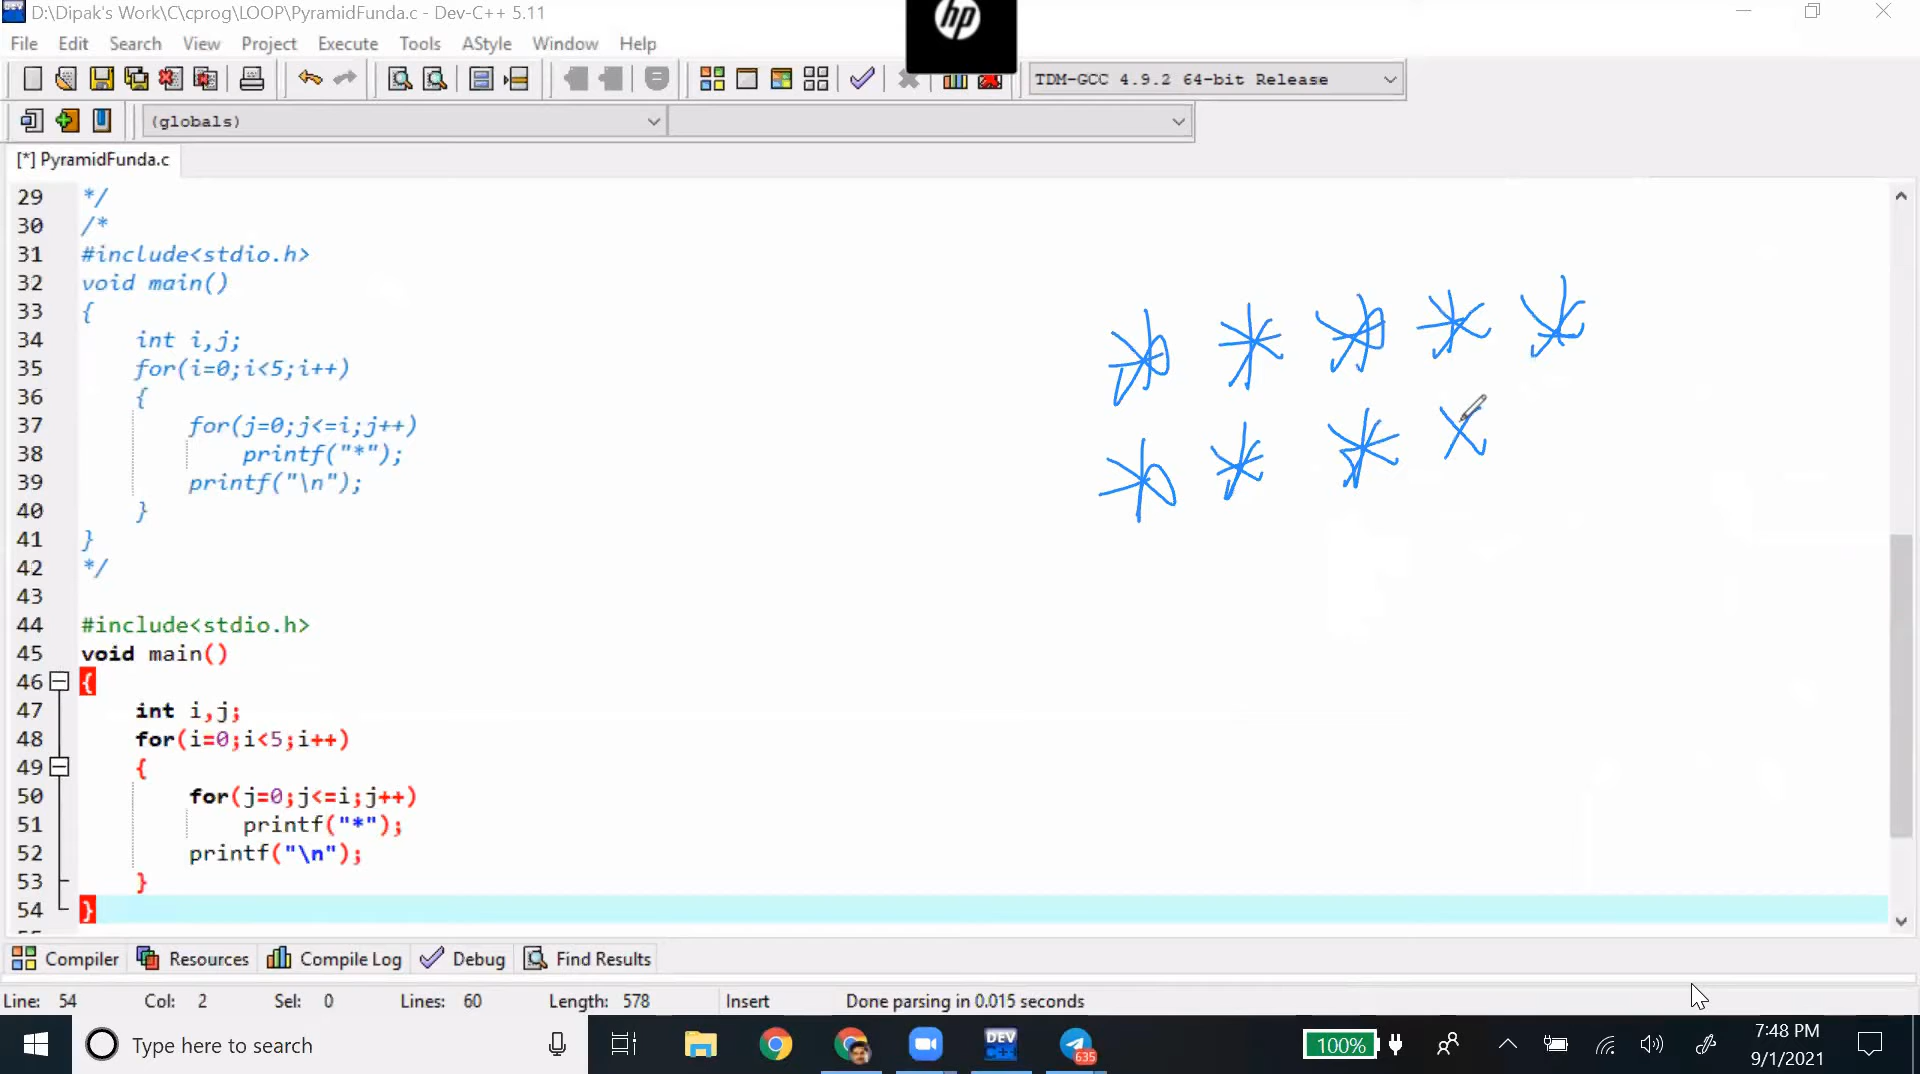 D:\Dipak's Work\C\cprog\LOOP\PyramidFunda.c - Dev-C++ 5.11
hp
File Edit Search View Project Execute Tools AStyle Window Help
TDM-GCC 4.9.2 64-bit Release
(globals)
[*] PyramidFunda.c
29 */
30 /*
31 #include<stdio.h>
32 void main()
33 {
34 int i,j;
35 for(i=0;i<5;i++)
36 {
37 for(j=0;j<=i;j++)
38 printf("*");
39 printf("\n");
40 }
41 }
42 */
43
44 #include<stdio.h>
45 void main()
46 {
47 int i,j;
48 for(i=0;i<5;i++)
49 {
50 for(j=0;j<=i;j++)
51 printf("*");
52 printf("\n");
53 }
54 }
* * * * *
* * * *
Compiler Resources Compile Log Debug Find Results
Line: 54 Col: 2 Sel: 0 Lines: 60 Length: 578 Insert Done parsing in 0.015 seconds
Type here to search
DEV C++
635
100%
7:48 PM
9/1/2021